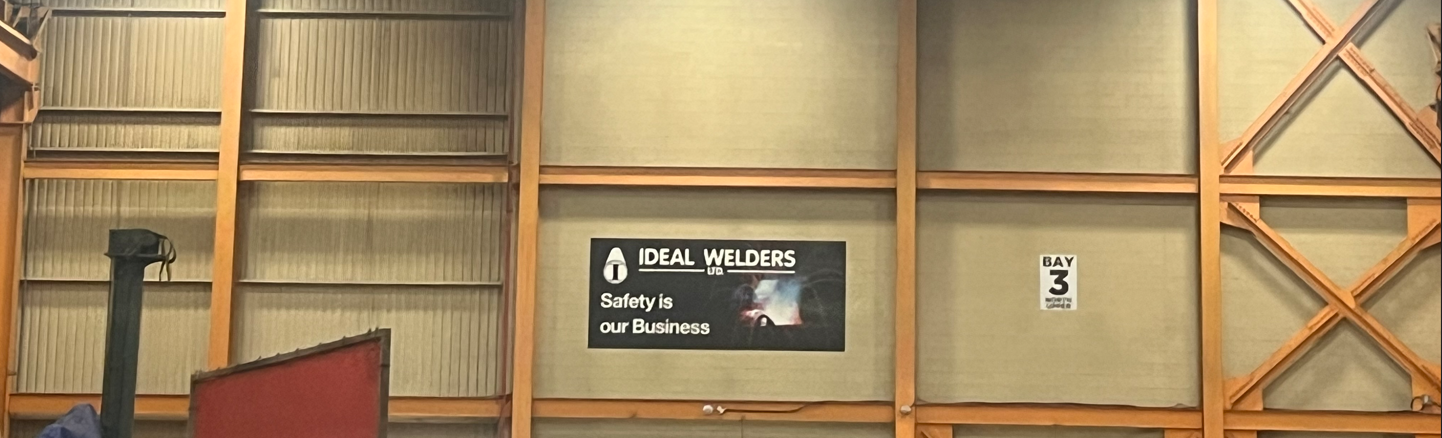 I
IDEAL WELDERS
LTD.
Safety is
our Business
BAY
3